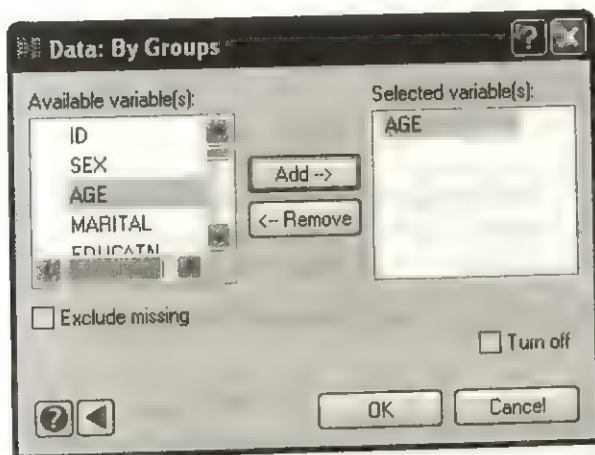 Data: By Groups
Available variable(s):
ID
SEX
AGE
MARITAL
EDUCATN
Add -->
<-- Remove
Selected variable(s):
AGE
Exclude missing
Turn off
OK
Cancel